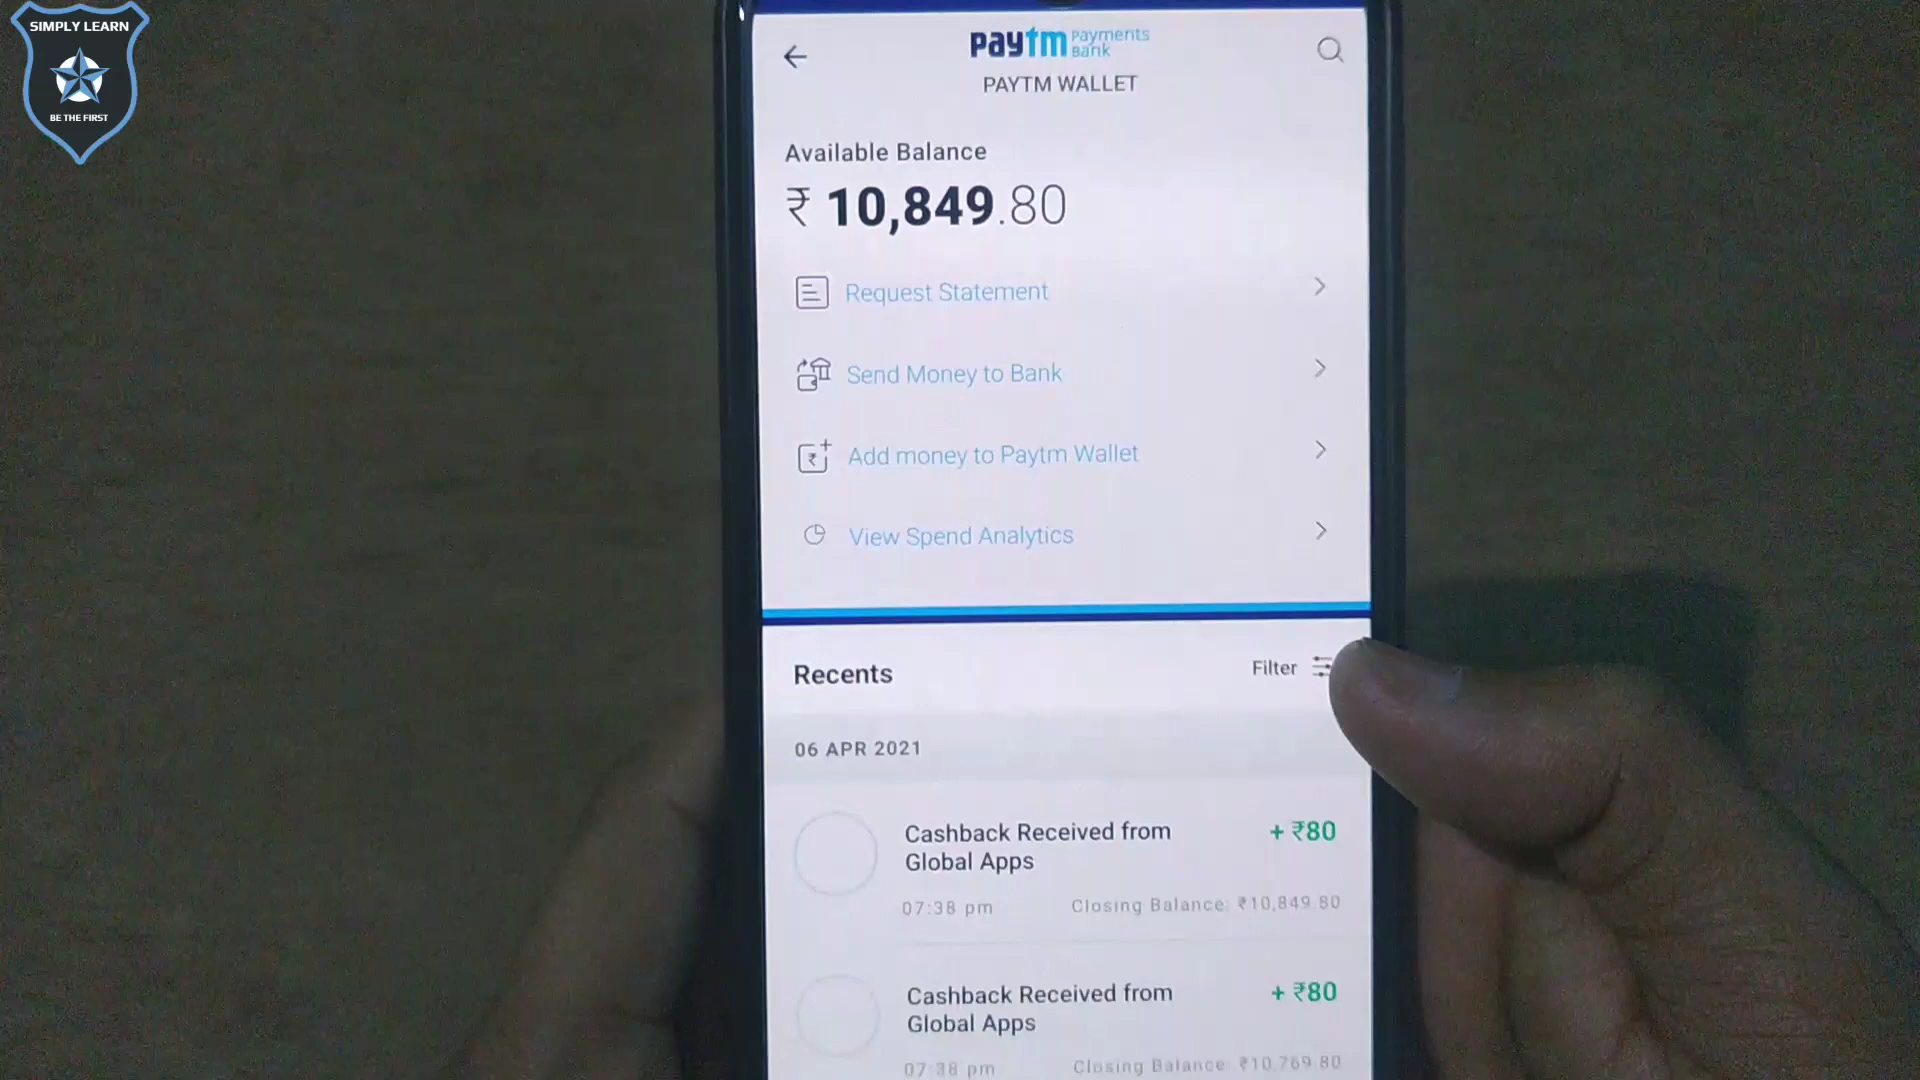 SIMPLY LEARN
BE THE FIRST
paytm Payments Bank
PAYTM WALLET
Available Balance
₹ 10,849.80
Request Statement
Send Money to Bank
Add money to Paytm Wallet
View Spend Analytics
Recents
Filter
06 APR 2021
Cashback Received from + ₹80
Global Apps
07:38 pm Closing Balance: ₹10,849.80
Cashback Received from + ₹80
Global Apps
07:38 pm Closing Balance: ₹10,769.80